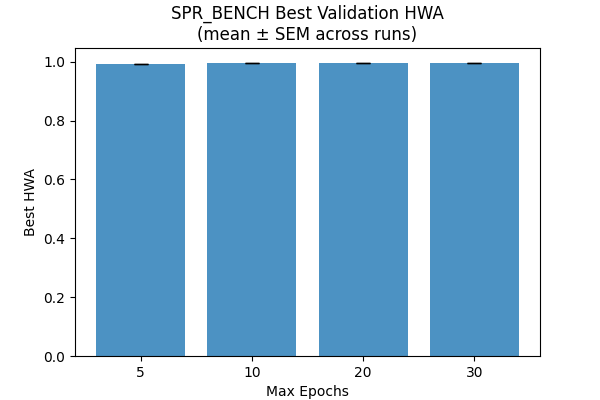 SPR_BENCH Best Validation HWA
(mean ± SEM across runs)
1.0
0.8
0.6
0.4
0.2
0.0
Best HWA
5 10 20 30
Max Epochs